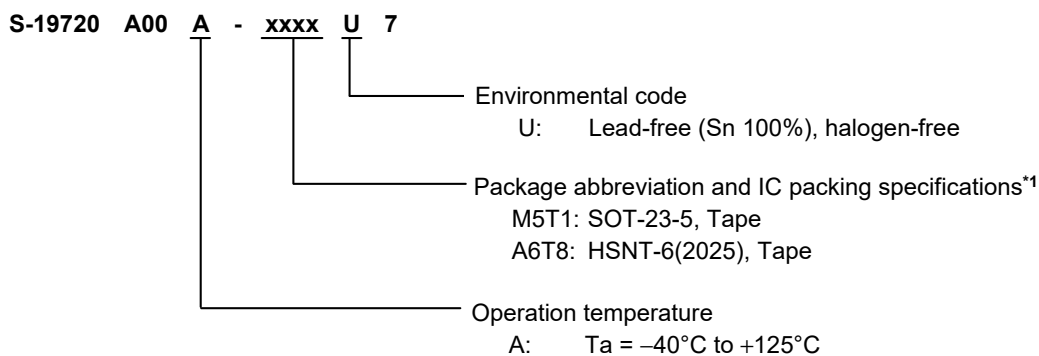 S-19720 A00 A - xxxx U 7
Environmental code
U: Lead-free (Sn 100%), halogen-free
Package abbreviation and IC packing specifications*1
M5T1: SOT-23-5, Tape
A6T8: HSNT-6(2025), Tape
Operation temperature
A: Ta = −40°C to +125°C